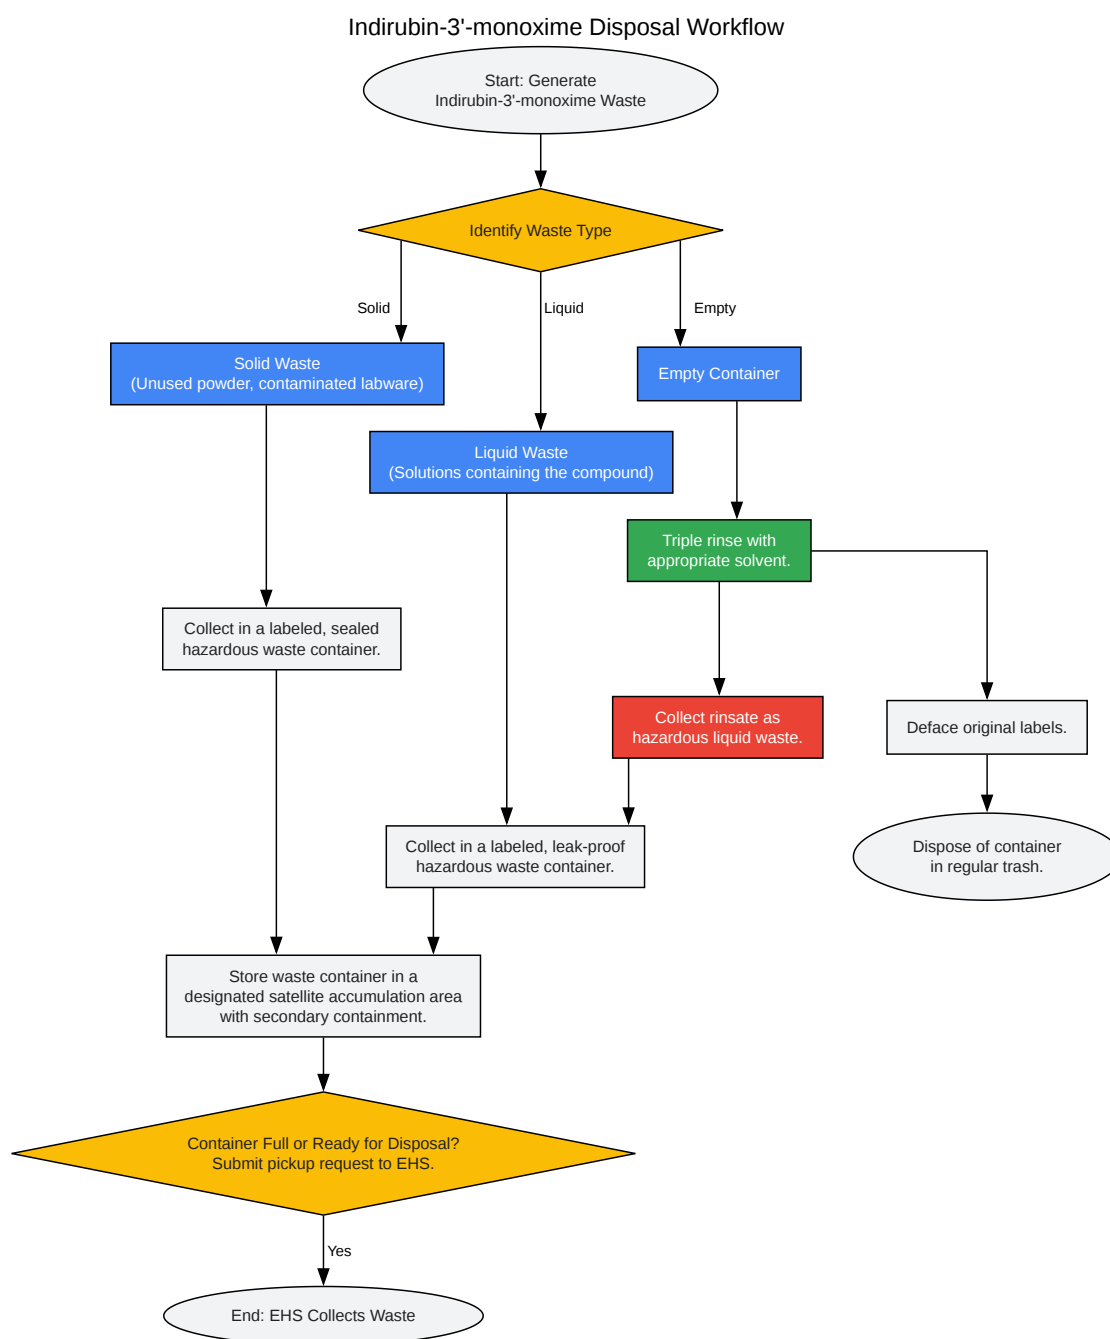 Indirubin-3'-monoxime Disposal Workflow
Start: Generate
Indirubin-3'-monoxime Waste
Identify Waste Type
Solid
Liquid
Empty
Solid Waste
(Unused powder, contaminated labware)
Empty Container
Liquid Waste
(Solutions containing the compound)
Triple rinse with
appropriate solvent.
Collect in a labeled, sealed
hazardous waste container.
Collect rinsate as
hazardous liquid waste.
Deface original labels.
Collect in a labeled, leak-proof
hazardous waste container.
Dispose of container
in regular trash.
Store waste container in a
designated satellite accumulation area
with secondary containment.
Container Full or Ready for Disposal?
Submit pickup request to EHS.
Yes
End: EHS Collects Waste